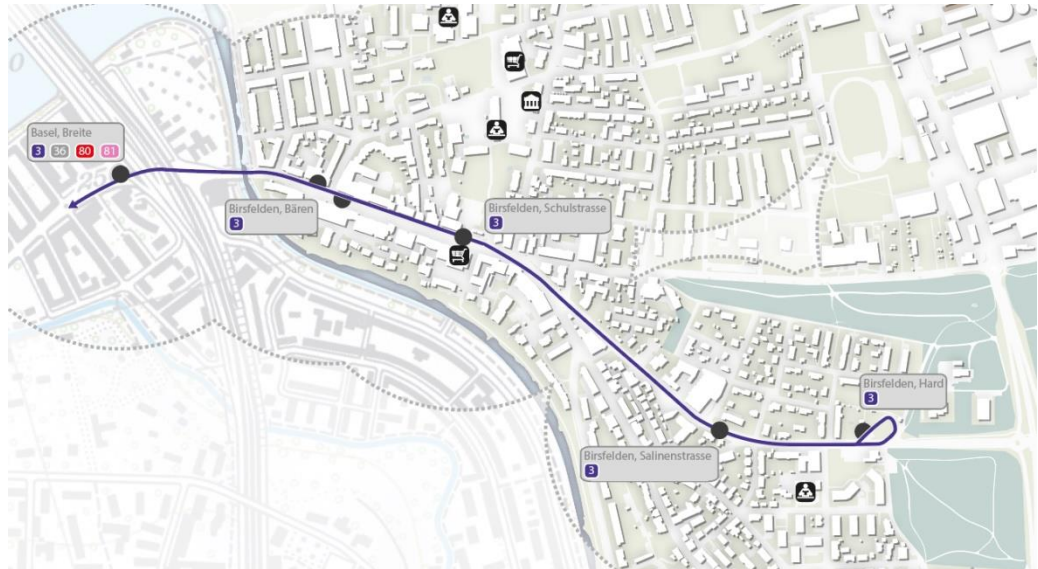 Basel, Breite
3 36 80 81
Birsfelden, Bären
3
Birsfelden, Schulstrasse
3
Birsfelden, Hard
3
Birsfelden, Salinenstrasse
3